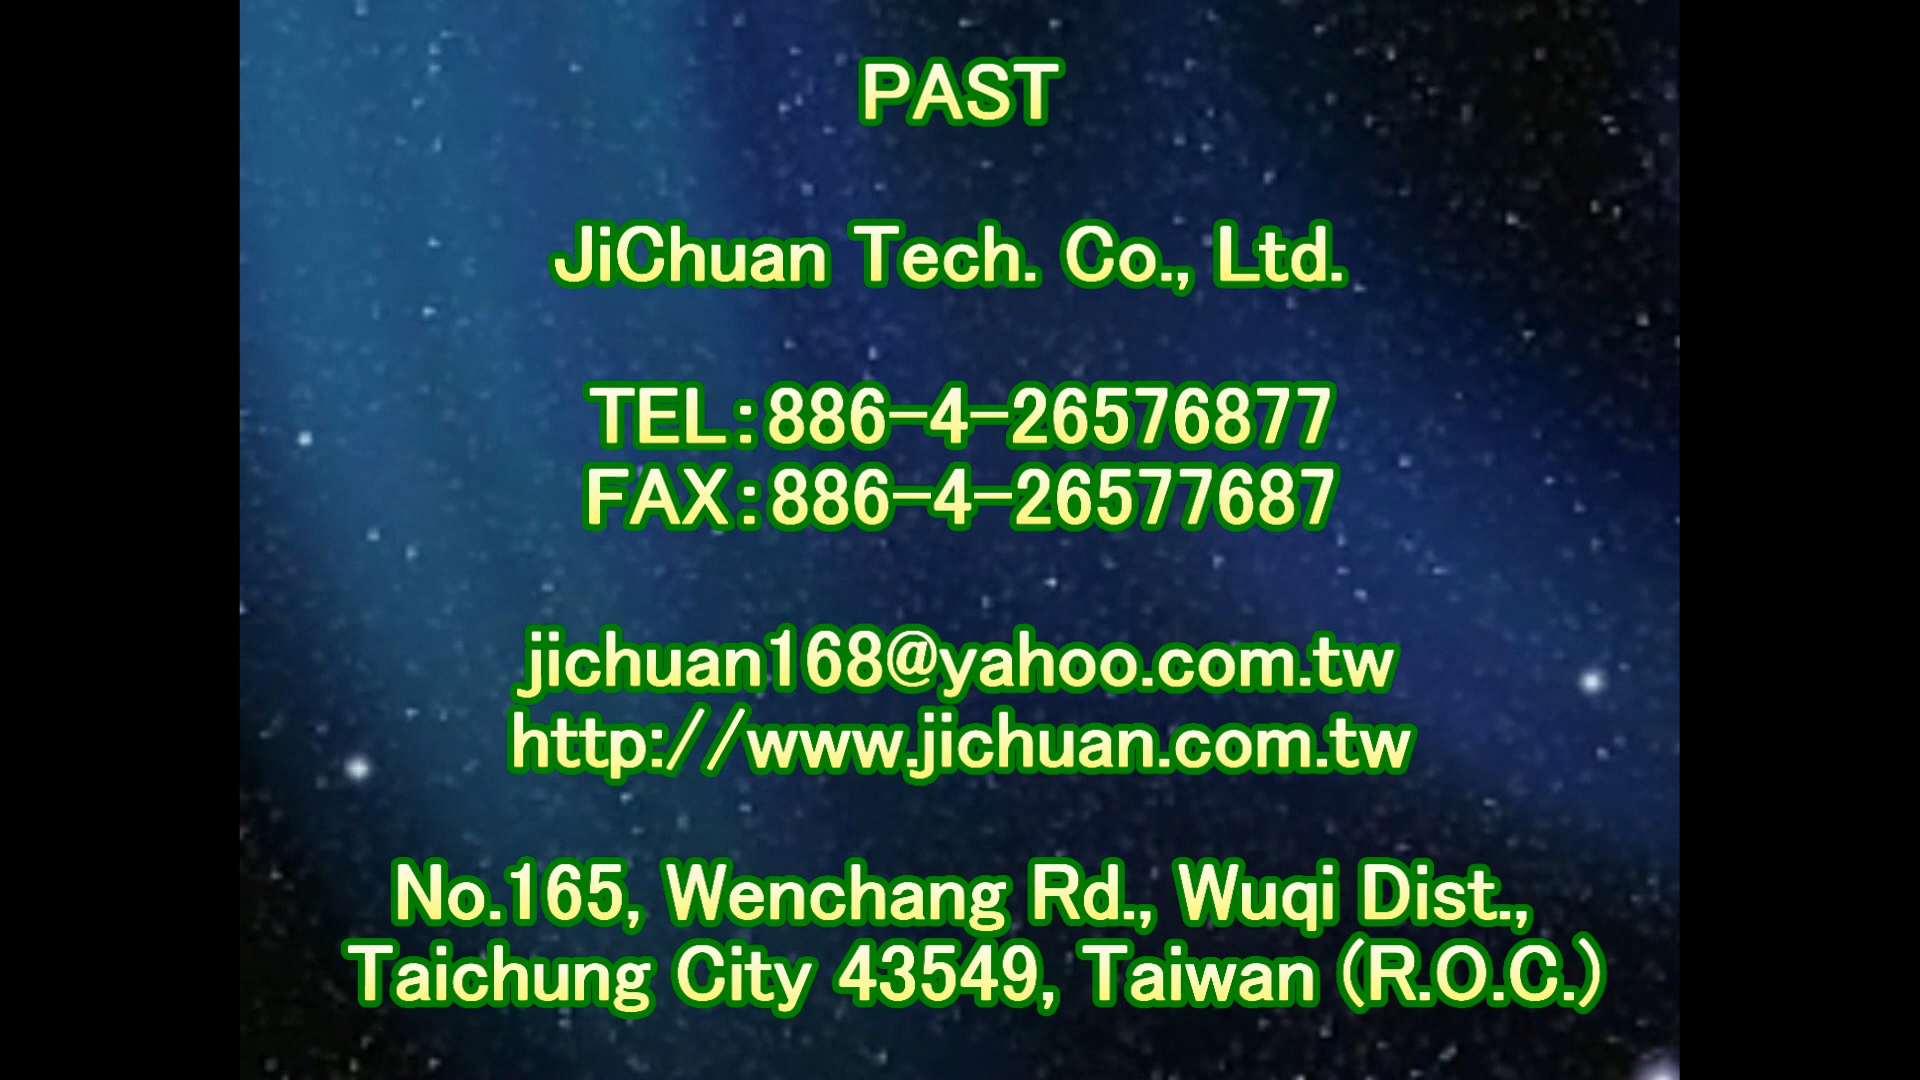 PAST
JiChuan Tech. Co., Ltd.
TEL:886-4-26576877
FAX:886-4-26577687
jichuan168@yahoo.com.tw
http://www.jichuan.com.tw
No.165, Wenchang Rd., Wuqi Dist.,
Taichung City 43549, Taiwan (R.O.C.)